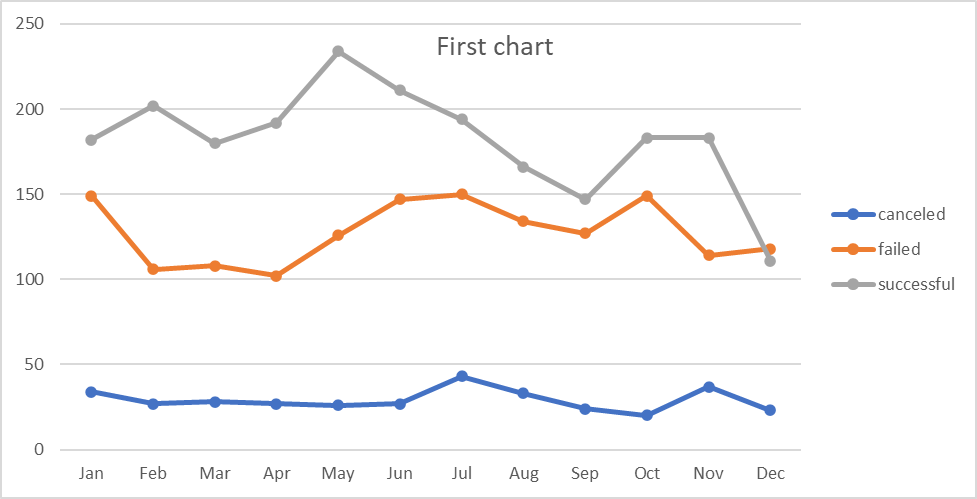 First chart
250
200
150
100
50
0
Jan Feb Mar Apr May Jun Jul Aug Sep Oct Nov Dec
canceled
failed
successful